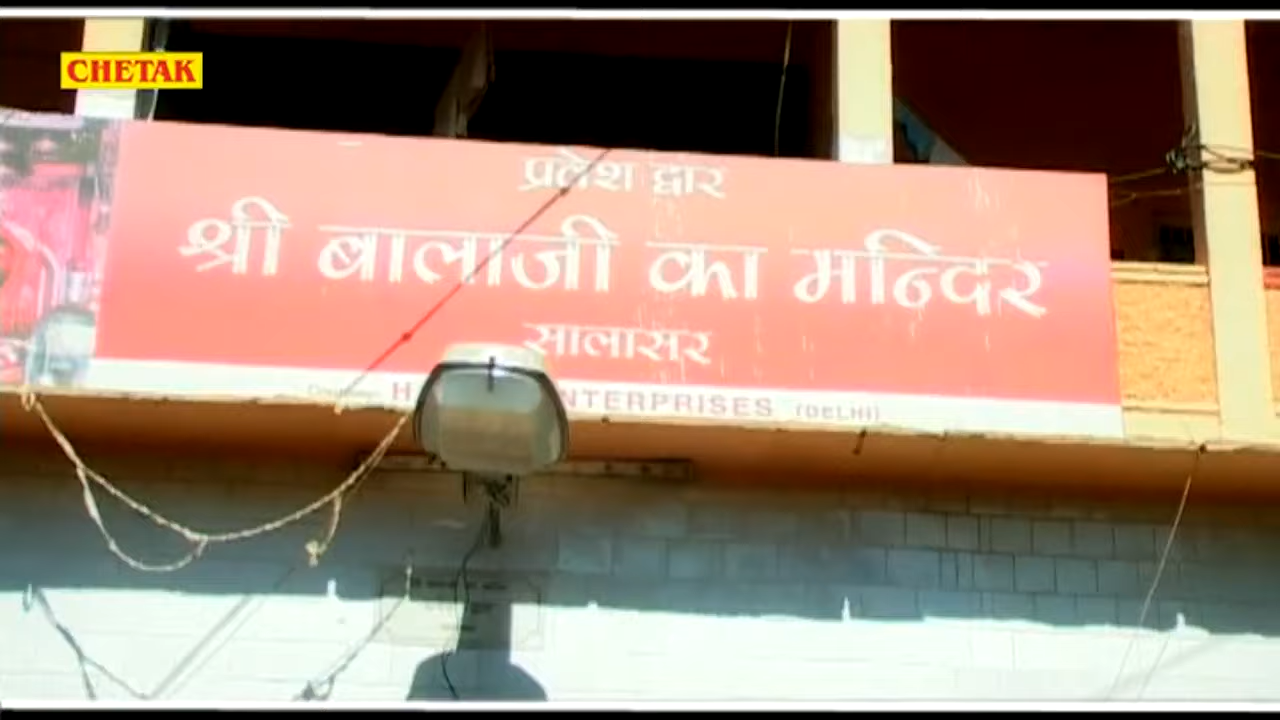 CHETAK
प्रवेश द्वार
श्री बालाजी का मन्दिर
सालासर
ENTERPRISES (DELHI)